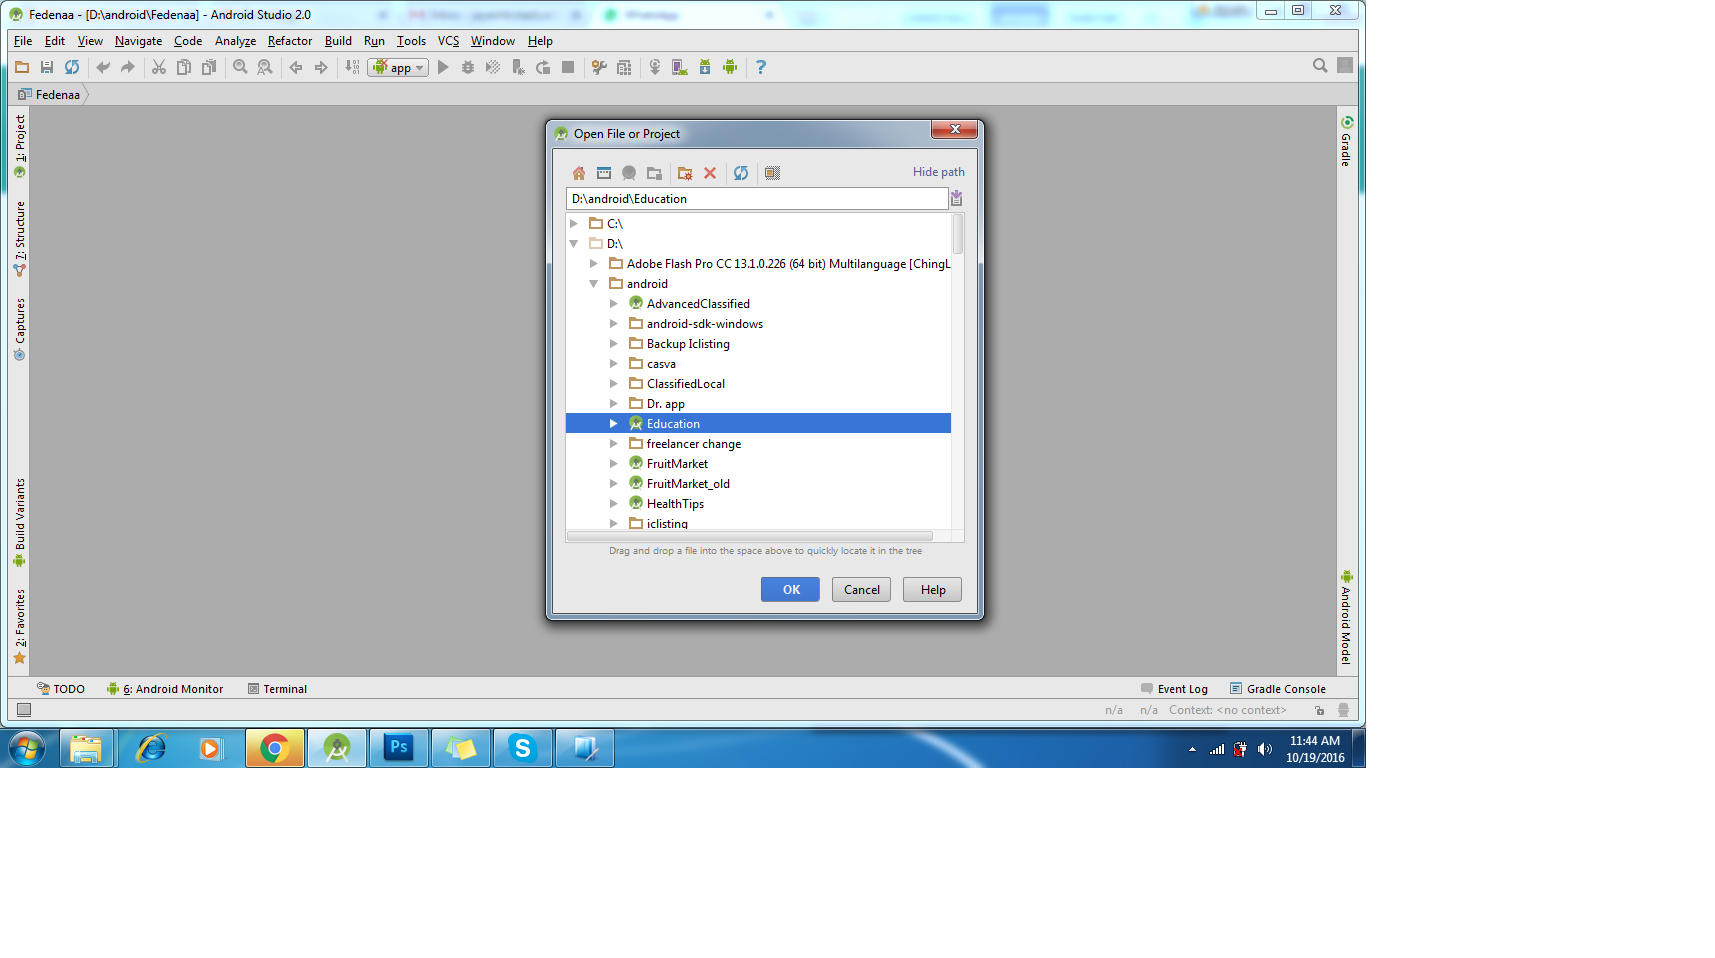 Fedenaa - [D:\android\Fedenaa] - Android Studio 2.0
File Edit View Navigate Code Analyze Refactor Build Run Tools VCS Window Help
app
Fedenaa
1: Project
7: Structure
Captures
Build Variants
2: Favorites
Open File or Project
Hide path
D:\android\Education
C:\
D:\
Adobe Flash Pro CC 13.1.0.226 (64 bit) Multilanguage [ChingL
android
AdvancedClassified
android-sdk-windows
Backup Iclisting
casva
ClassifiedLocal
Dr. app
Education
freelancer change
FruitMarket
FruitMarket_old
HealthTips
iclisting
Drag and drop a file into the space above to quickly locate it in the tree
OK Cancel Help
Gradle
Android Model
TODO 6: Android Monitor Terminal Event Log Gradle Console
n/a n/a Context: <no context>
Ps
11:44 AM
10/19/2016